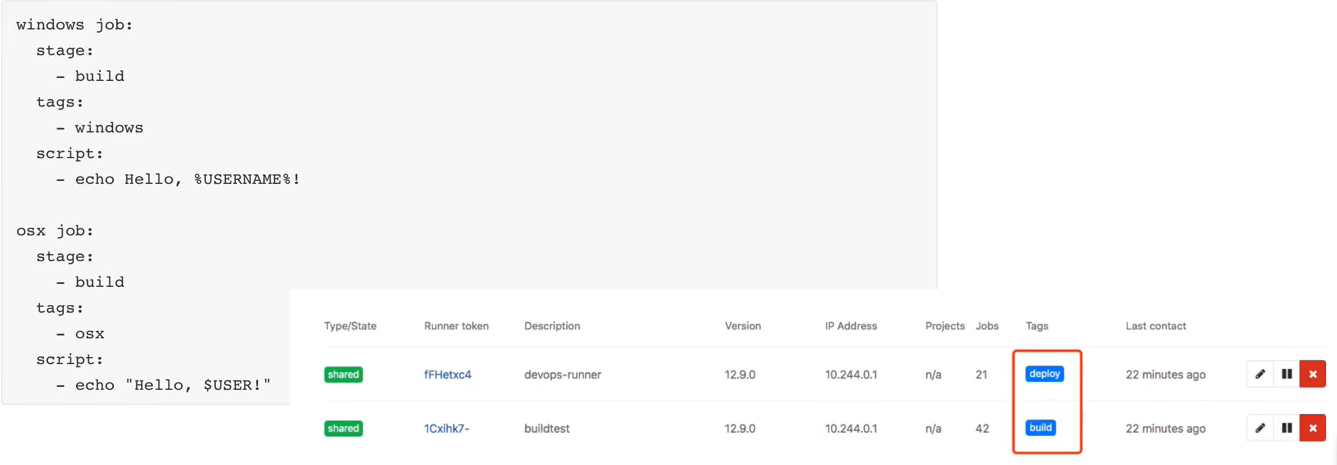 windows job:
  stage:
    - build
  tags:
    - windows
  script:
    - echo Hello, %USERNAME%!

osx job:
  stage:
    - build
  tags:
    - osx
  script:
    - echo "Hello, $USER!"
Type/State Runner token Description Version IP Address Projects Jobs Tags Last contact
shared fFHetxc4 devops-runner 12.9.0 10.244.0.1 n/a 21 deploy 22 minutes ago
shared 1Cxihk7- buildtest 12.9.0 10.244.0.1 n/a 42 build 22 minutes ago